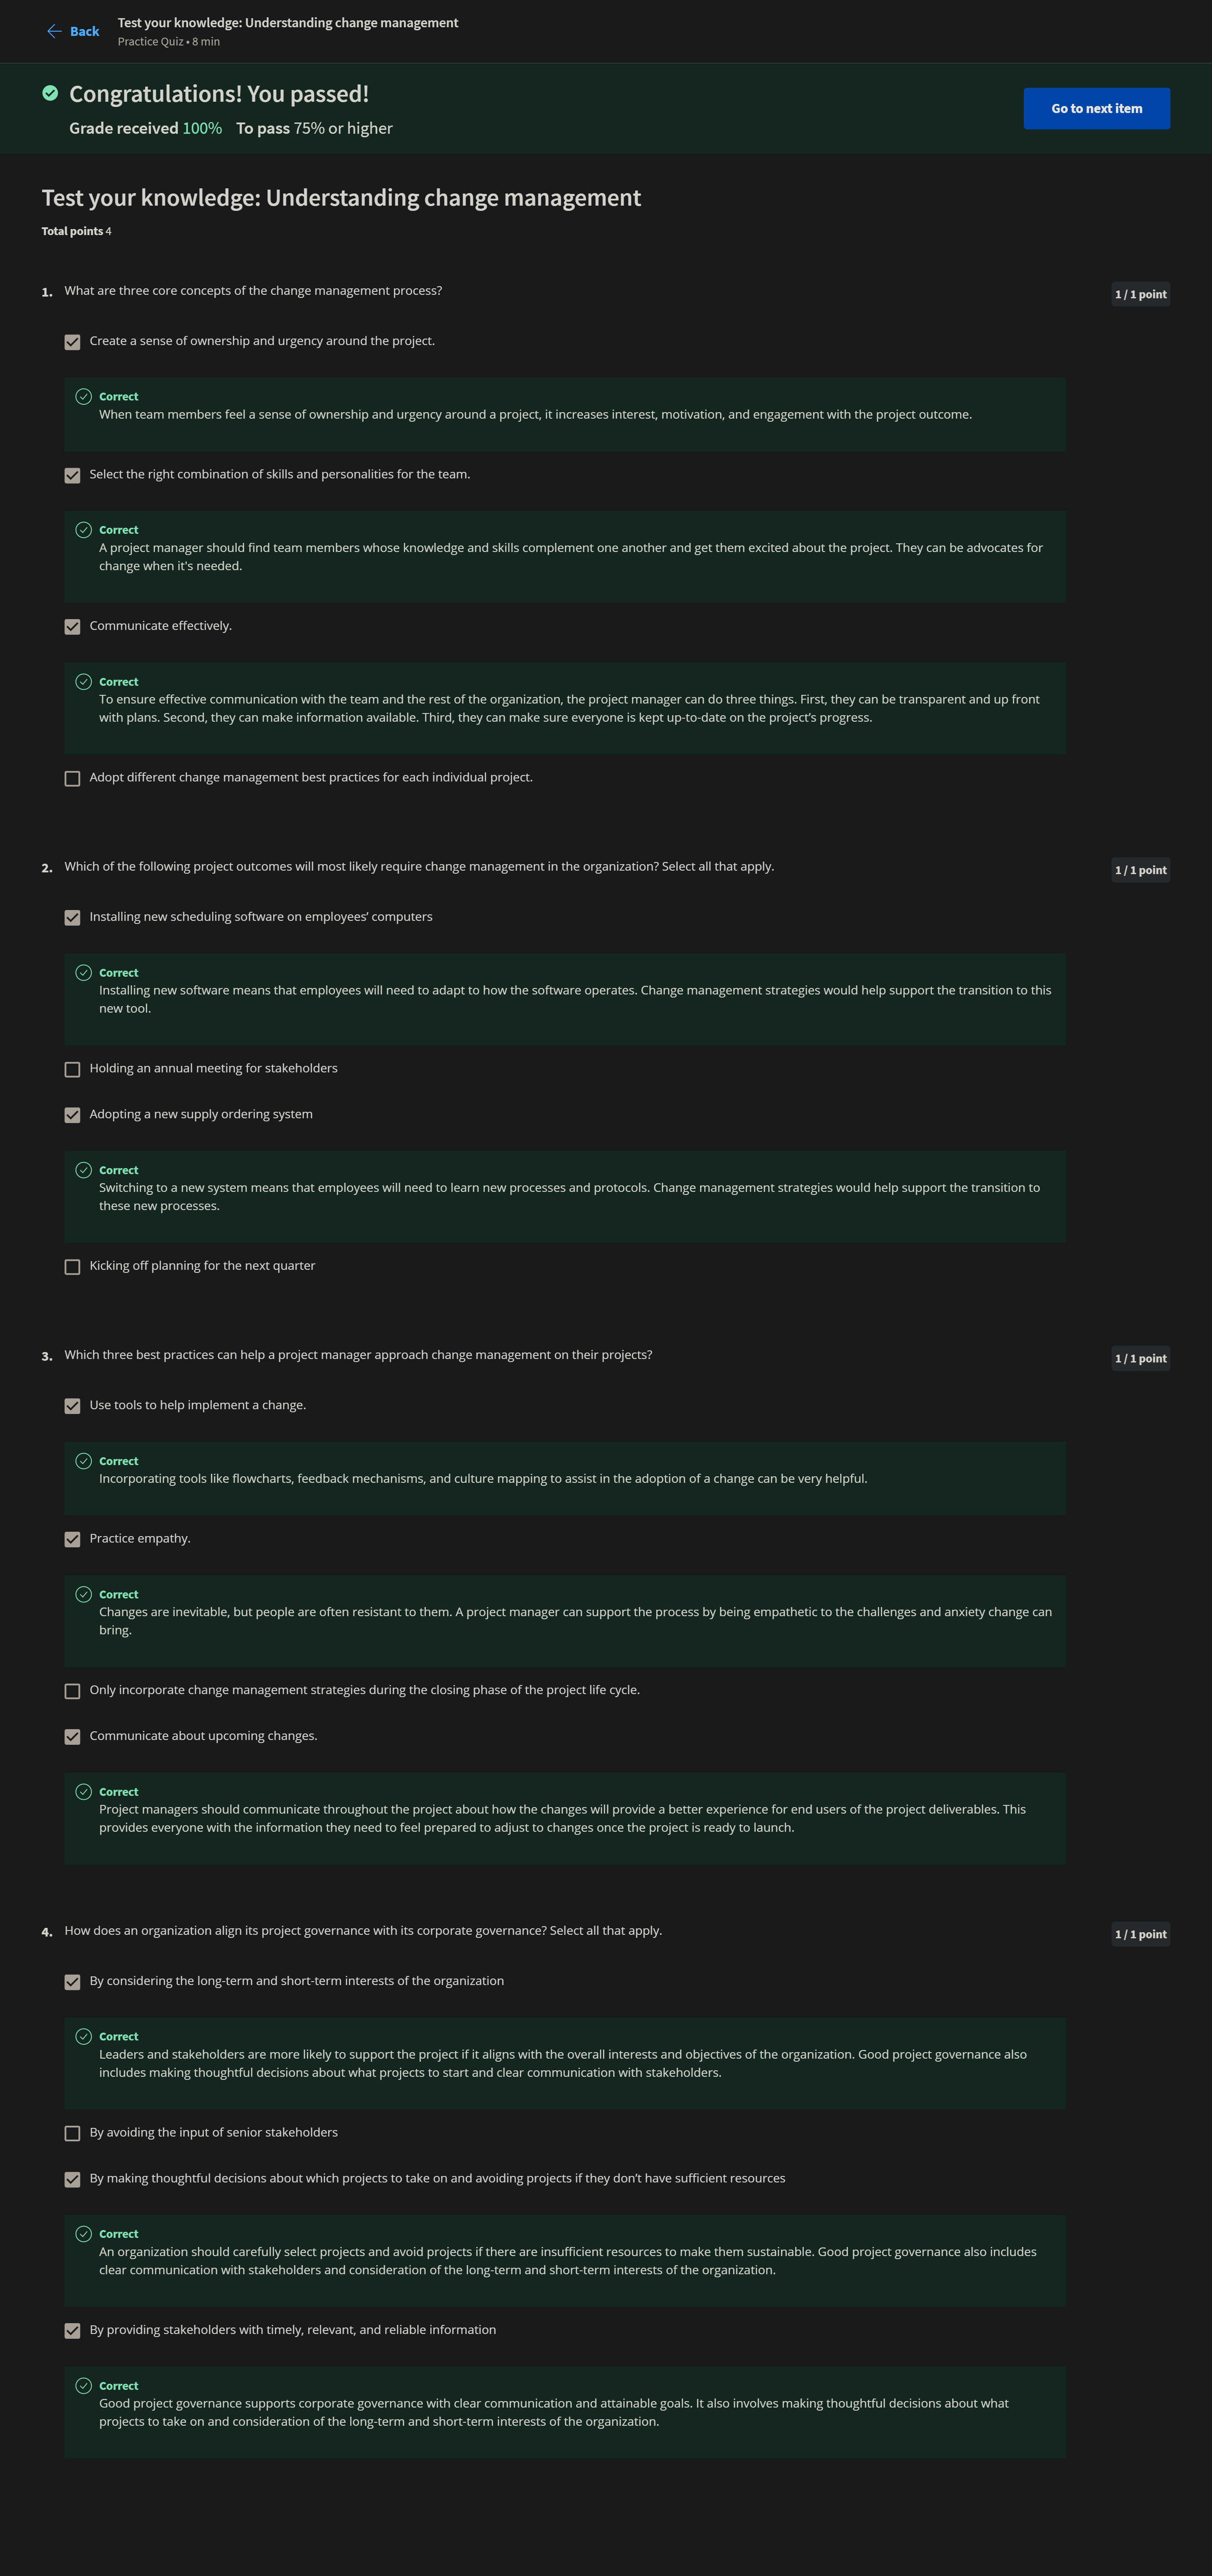 Back
Test your knowledge: Understanding change management
Practice Quiz • 8 min
Congratulations! You passed!
Grade received 100% To pass 75% or higher
Go to next item
Test your knowledge: Understanding change management
Total points 4
1. What are three core concepts of the change management process?
1 / 1 point
Create a sense of ownership and urgency around the project.
Correct
When team members feel a sense of ownership and urgency around a project, it increases interest, motivation, and engagement with the project outcome.
Select the right combination of skills and personalities for the team.
Correct
A project manager should find team members whose knowledge and skills complement one another and get them excited about the project. They can be advocates for
change when it's needed.
Communicate effectively.
Correct
To ensure effective communication with the team and the rest of the organization, the project manager can do three things. First, they can be transparent and up front
with plans. Second, they can make information available. Third, they can make sure everyone is kept up-to-date on the project’s progress.
Adopt different change management best practices for each individual project.
2. Which of the following project outcomes will most likely require change management in the organization? Select all that apply.
1 / 1 point
Installing new scheduling software on employees’ computers
Correct
Installing new software means that employees will need to adapt to how the software operates. Change management strategies would help support the transition to this
new tool.
Holding an annual meeting for stakeholders
Adopting a new supply ordering system
Correct
Switching to a new system means that employees will need to learn new processes and protocols. Change management strategies would help support the transition to
these new processes.
Kicking off planning for the next quarter
3. Which three best practices can help a project manager approach change management on their projects?
1 / 1 point
Use tools to help implement a change.
Correct
Incorporating tools like flowcharts, feedback mechanisms, and culture mapping to assist in the adoption of a change can be very helpful.
Practice empathy.
Correct
Changes are inevitable, but people are often resistant to them. A project manager can support the process by being empathetic to the challenges and anxiety change can
bring.
Only incorporate change management strategies during the closing phase of the project life cycle.
Communicate about upcoming changes.
Correct
Project managers should communicate throughout the project about how the changes will provide a better experience for end users of the project deliverables. This
provides everyone with the information they need to feel prepared to adjust to changes once the project is ready to launch.
4. How does an organization align its project governance with its corporate governance? Select all that apply.
1 / 1 point
By considering the long-term and short-term interests of the organization
Correct
Leaders and stakeholders are more likely to support the project if it aligns with the overall interests and objectives of the organization. Good project governance also
includes making thoughtful decisions about what projects to start and clear communication with stakeholders.
By avoiding the input of senior stakeholders
By making thoughtful decisions about which projects to take on and avoiding projects if they don’t have sufficient resources
Correct
An organization should carefully select projects and avoid projects if there are insufficient resources to make them sustainable. Good project governance also includes
clear communication with stakeholders and consideration of the long-term and short-term interests of the organization.
By providing stakeholders with timely, relevant, and reliable information
Correct
Good project governance supports corporate governance with clear communication and attainable goals. It also involves making thoughtful decisions about what
projects to take on and consideration of the long-term and short-term interests of the organization.